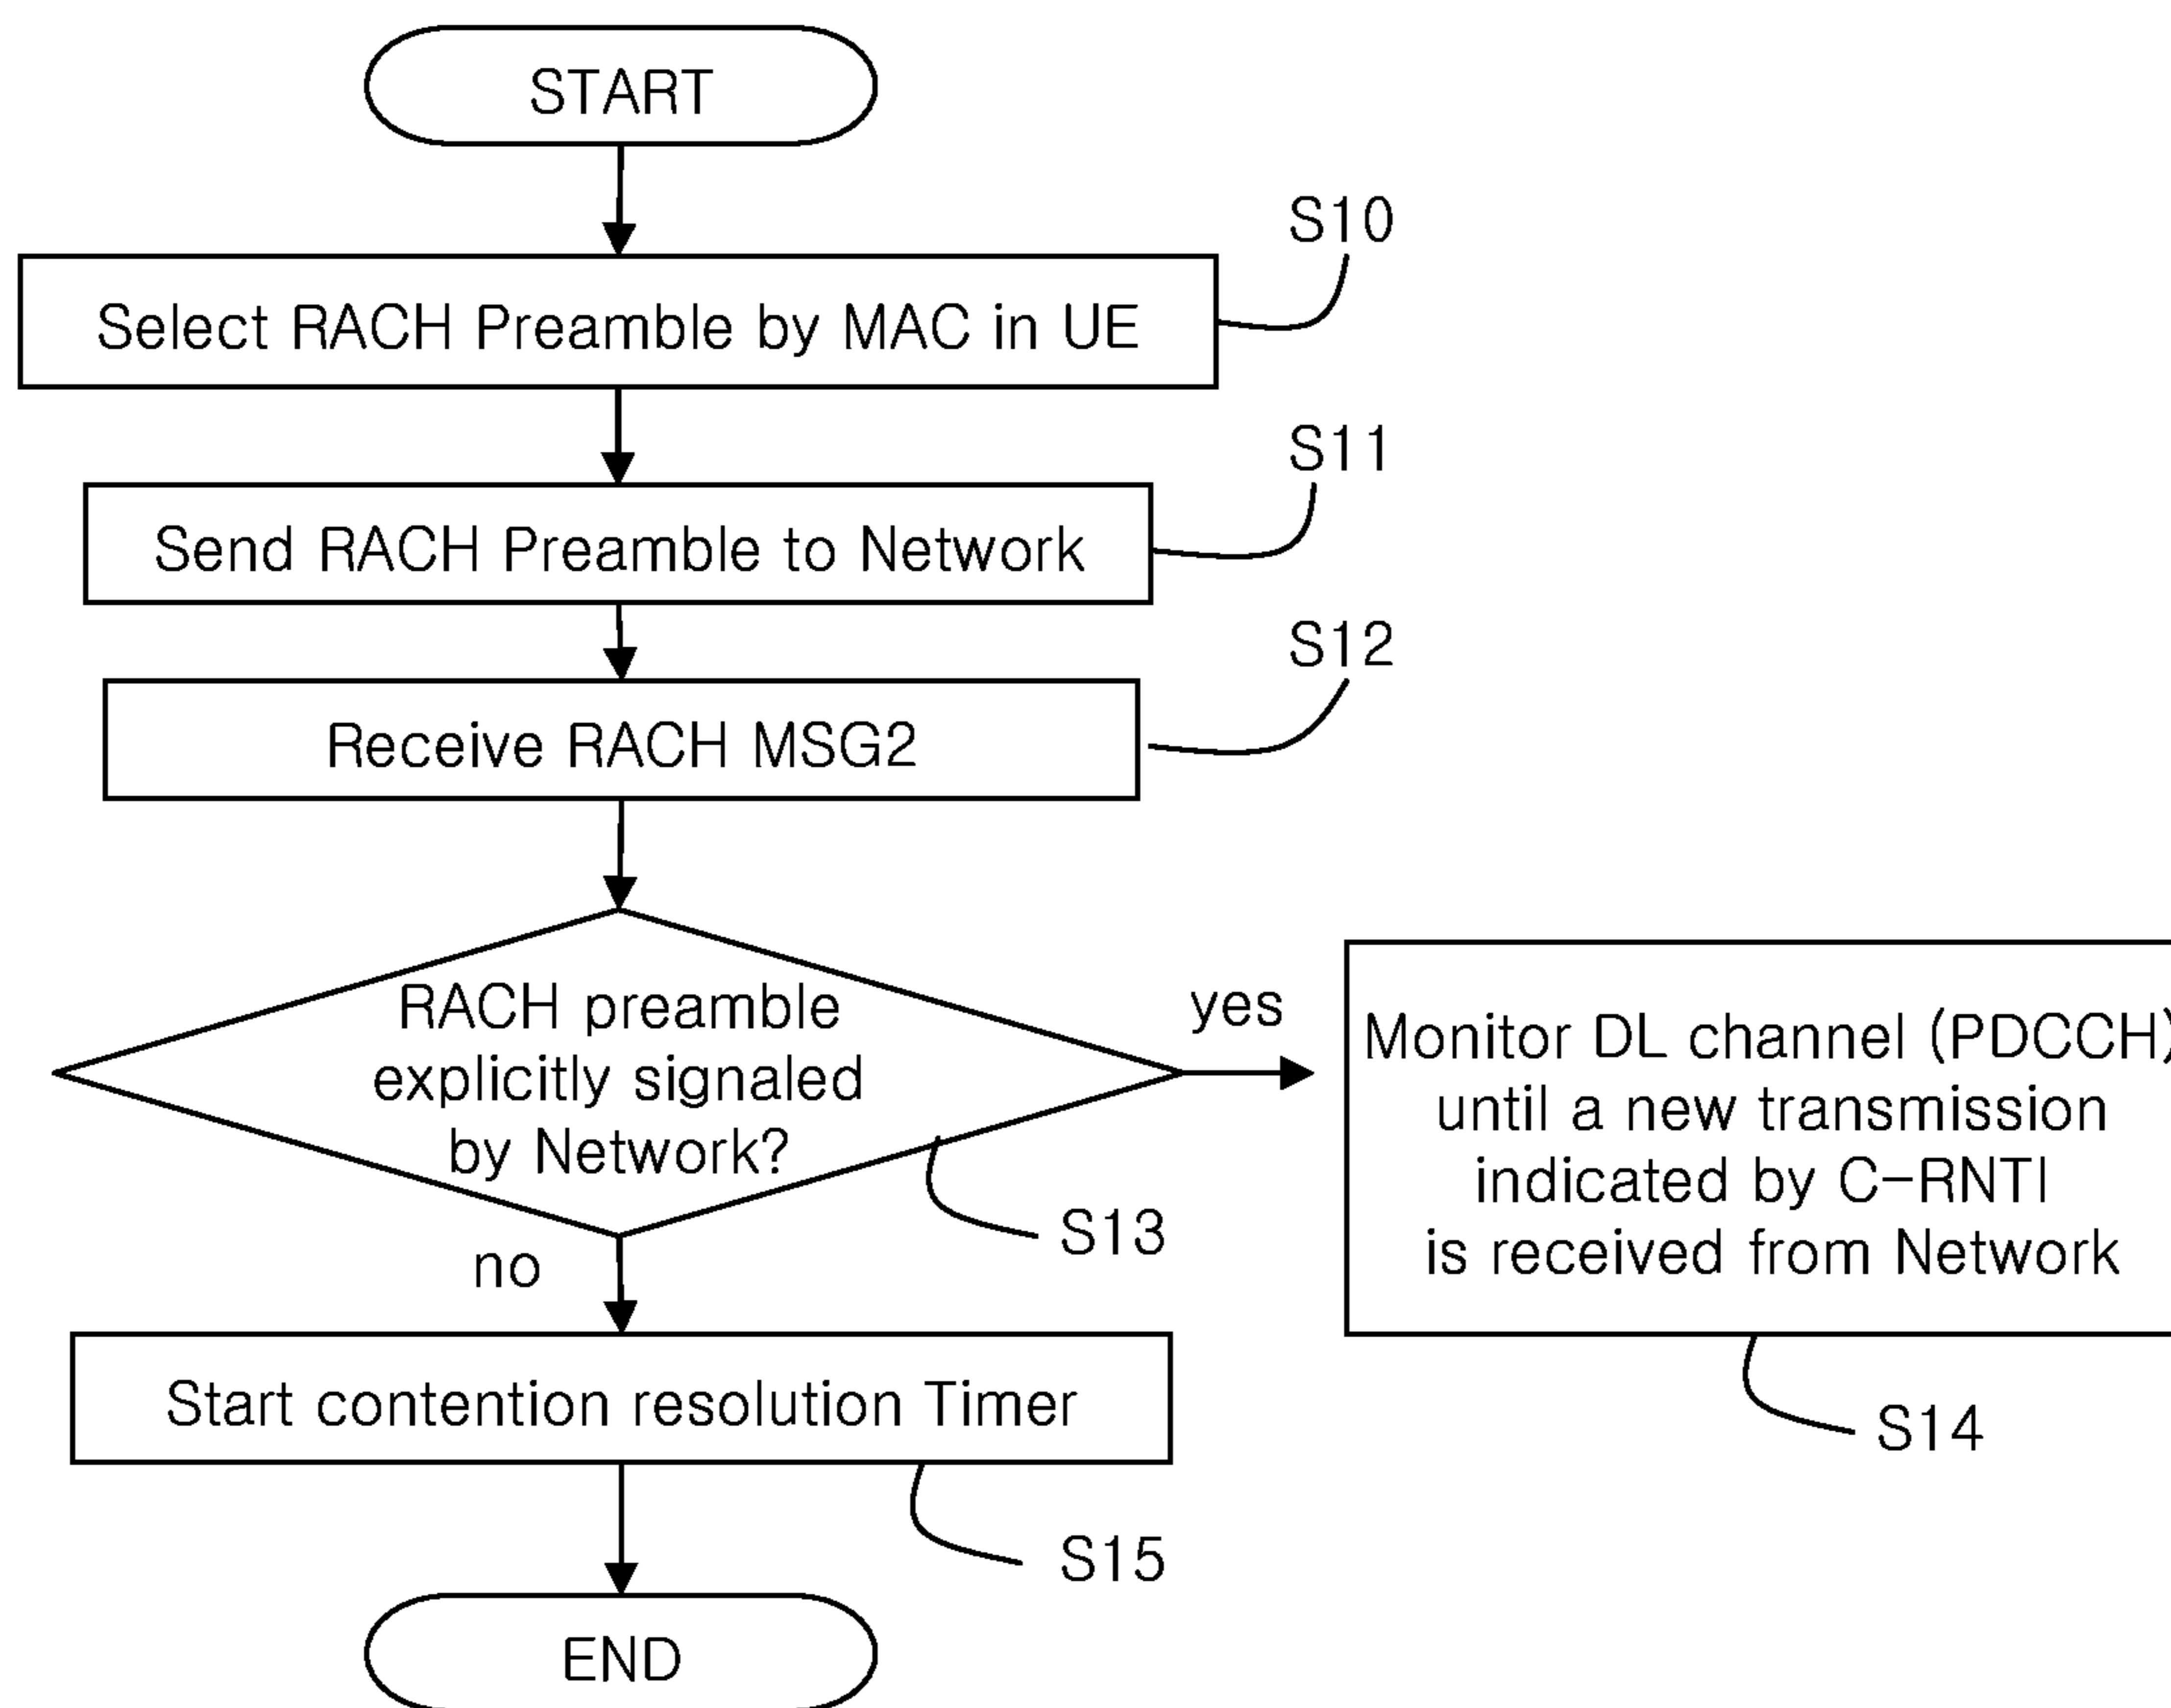 START
S10
Select RACH Preamble by MAC in UE
S11
Send RACH Preamble to Network
S12
Receive RACH MSG2
RACH preamble
explicitly signaled
by Network?
yes
Monitor DL channel (PDCCH)
until a new transmission
indicated by C-RNTI
is received from Network
S13
no
S14
Start contention resolution Timer
S15
END